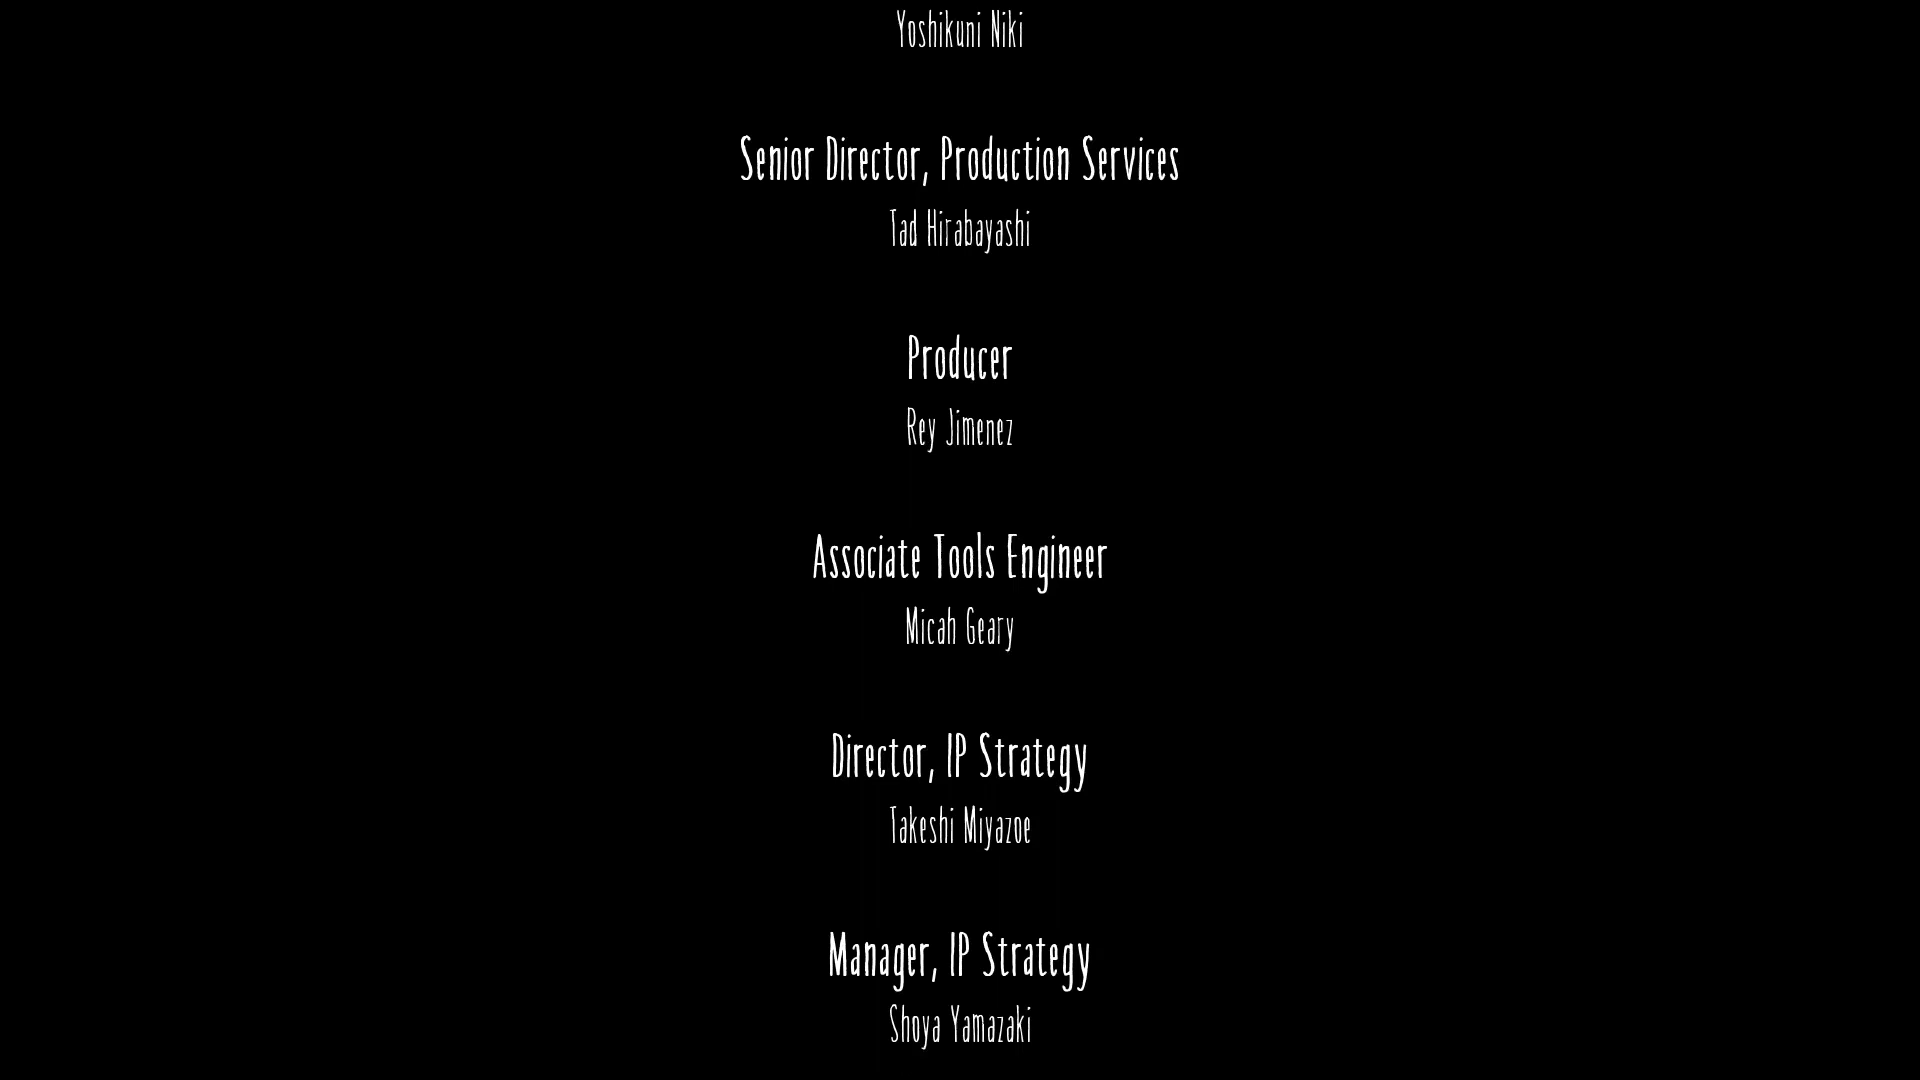 Yoshikuni Niki
Senior Director, Production Services
Tad Hirabayashi
Producer
Rey Jimenez
Associate Tools Engineer
Micah Geary
Director, IP Strategy
Takeshi Miyazoe
Manager, IP Strategy
Shoya Yamazaki